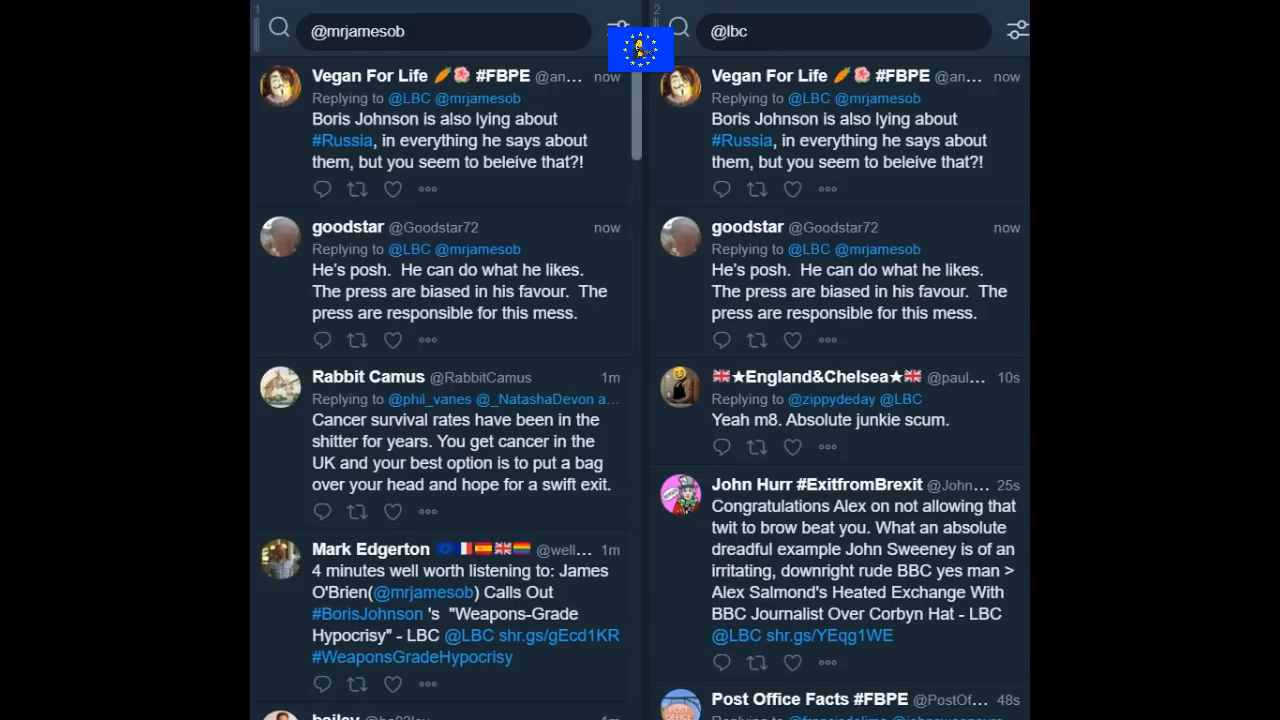 1
@mrjamesob
Vegan For Life 🥕🌺 #FBPE @an... now
Replying to @LBC @mrjamesob
Boris Johnson is also lying about
#Russia, in everything he says about
them, but you seem to beleive that?!
goodstar @Goodstar72 now
Replying to @LBC @mrjamesob
He's posh.  He can do what he likes.
The press are biased in his favour.  The
press are responsible for this mess.
Rabbit Camus @RabbitCamus 1m
Replying to @phil_vanes @_NatashaDevon a...
Cancer survival rates have been in the
shitter for years. You get cancer in the
UK and your best option is to put a bag
over your head and hope for a swift exit.
Mark Edgerton 🇪🇺🇫🇷🇪🇸🇬🇧🏳️‍🌈 @well... 1m
4 minutes well worth listening to: James
O'Brien(@mrjamesob) Calls Out
#BorisJohnson 's  "Weapons-Grade
Hypocrisy" - LBC @LBC shr.gs/gEcd1KR
#WeaponsGradeHypocrisy
1m
2
@lbc
Vegan For Life 🥕🌺 #FBPE @an... now
Replying to @LBC @mrjamesob
Boris Johnson is also lying about
#Russia, in everything he says about
them, but you seem to beleive that?!
goodstar @Goodstar72 now
Replying to @LBC @mrjamesob
He's posh.  He can do what he likes.
The press are biased in his favour.  The
press are responsible for this mess.
🇬🇧★England&Chelsea★🇬🇧 @paul... 10s
Replying to @zippydeday @LBC
Yeah m8. Absolute junkie scum.
John Hurr #ExitfromBrexit @John... 25s
Congratulations Alex on not allowing that
twit to brow beat you. What an absolute
dreadful example John Sweeney is of an
irritating, downright rude BBC yes man >
Alex Salmond's Heated Exchange With
BBC Journalist Over Corbyn Hat - LBC
@LBC shr.gs/YEqg1WE
Post Office Facts #FBPE @PostOf... 48s